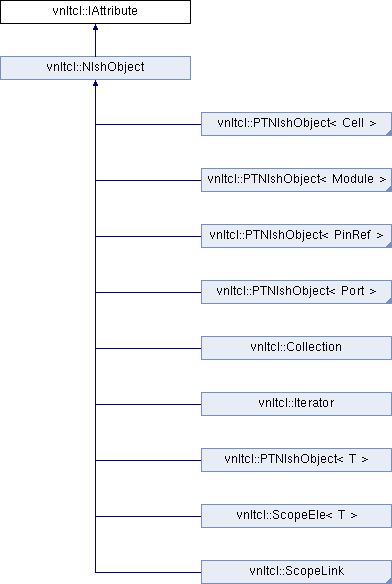 vnltcl::IAttribute
vnltcl::NlshObject
vnltcl::PTNlshObject< Cell >
vnltcl::PTNlshObject< Module >
vnltcl::PTNlshObject< PinRef >
vnltcl::PTNlshObject< Port >
vnltcl::Collection
vnltcl::Iterator
vnltcl::PTNlshObject< T >
vnltcl::ScopeEle< T >
vnltcl::ScopeLink